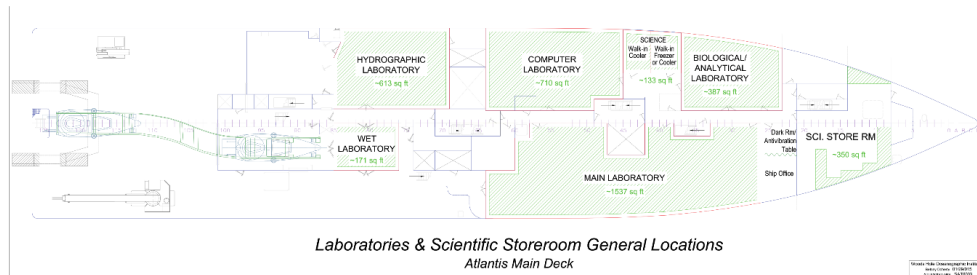 HYDROGRAPHIC
LABORATORY
~613 sq ft
COMPUTER
LABORATORY
~710 sq ft
SCIENCE
Walk-in
Cooler
Walk-in
Freezer
or Cooler
~133 sq ft
BIOLOGICAL/
ANALYTICAL
LABORATORY
~387 sq ft
WET
LABORATORY
~171 sq ft
MAIN LABORATORY
~1537 sq ft
Dark Rm/
Antivibration
Table
Ship Office
SCI. STORE RM
~350 sq ft
Laboratories & Scientific Storeroom General Locations
Atlantis Main Deck